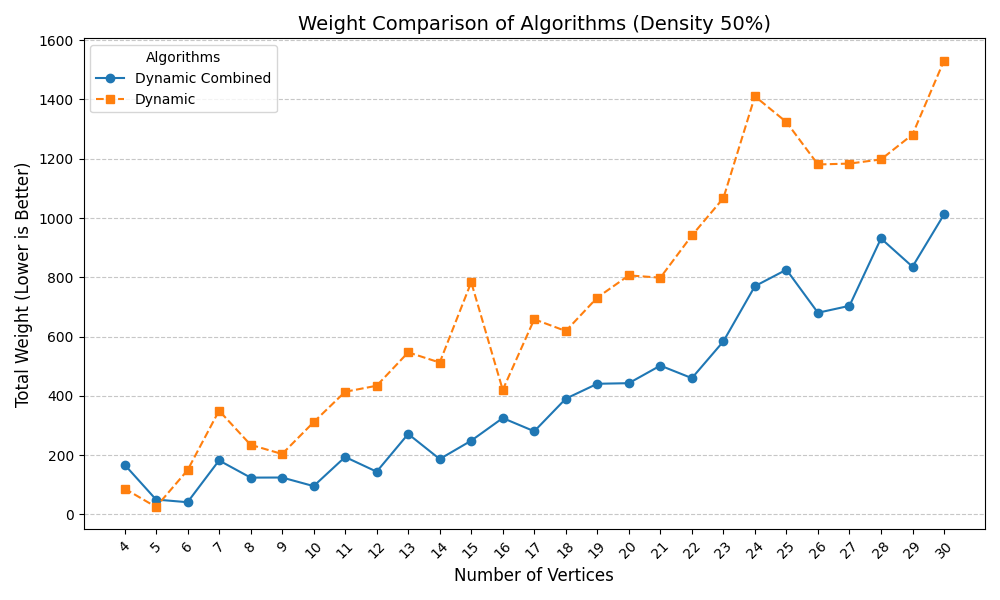 Weight Comparison of Algorithms (Density 50%)
Total Weight (Lower is Better)
1600
1400
1200
1000
800
600
400
200
0
Algorithms
Dynamic Combined
Dynamic
4 5 6 7 8 9 10 11 12 13 14 15 16 17 18 19 20 21 22 23 24 25 26 27 28 29 30
Number of Vertices